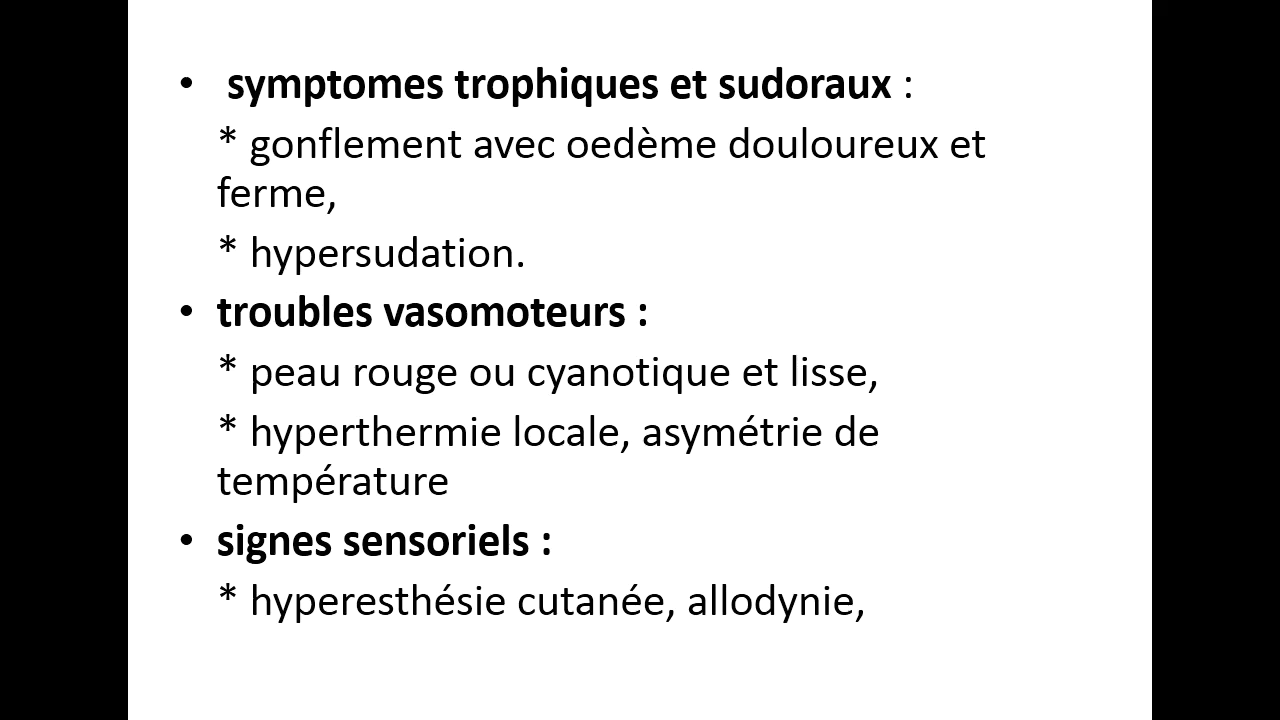 • symptomes trophiques et sudoraux :
* gonflement avec oedème douloureux et
ferme,
* hypersudation.
• troubles vasomoteurs :
* peau rouge ou cyanotique et lisse,
* hyperthermie locale, asymétrie de
température
• signes sensoriels :
* hyperesthésie cutanée, allodynie,